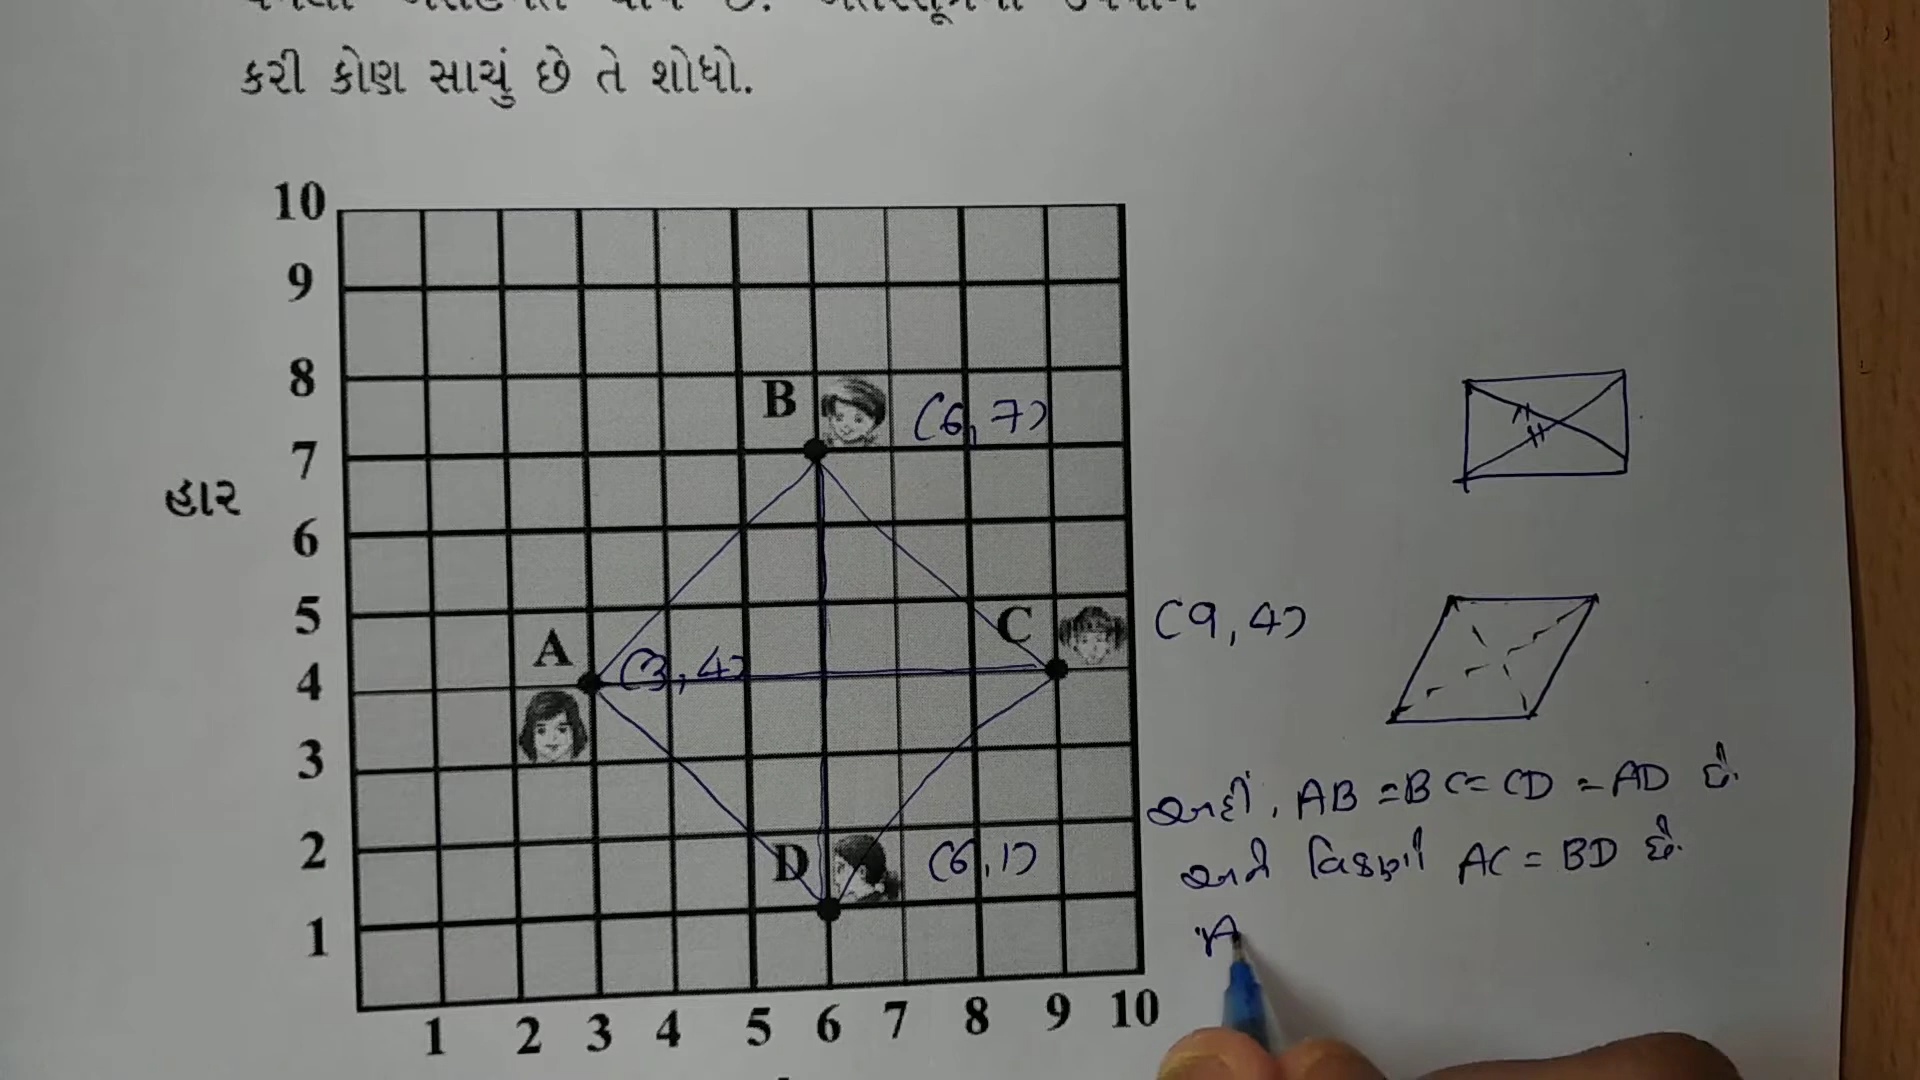 કરી કોણ સાચું છે તે શોધો.
10
9
8
7
6
5
4
3
2
1
હાર
B
(6, 7)
A
(3, 4)
C
(9, 4)
D
(6, 1)
1 2 3 4 5 6 7 8 9 10
અહીં, AB = BC = CD = AD છે.
અને વિકર્ણો AC = BD છે.